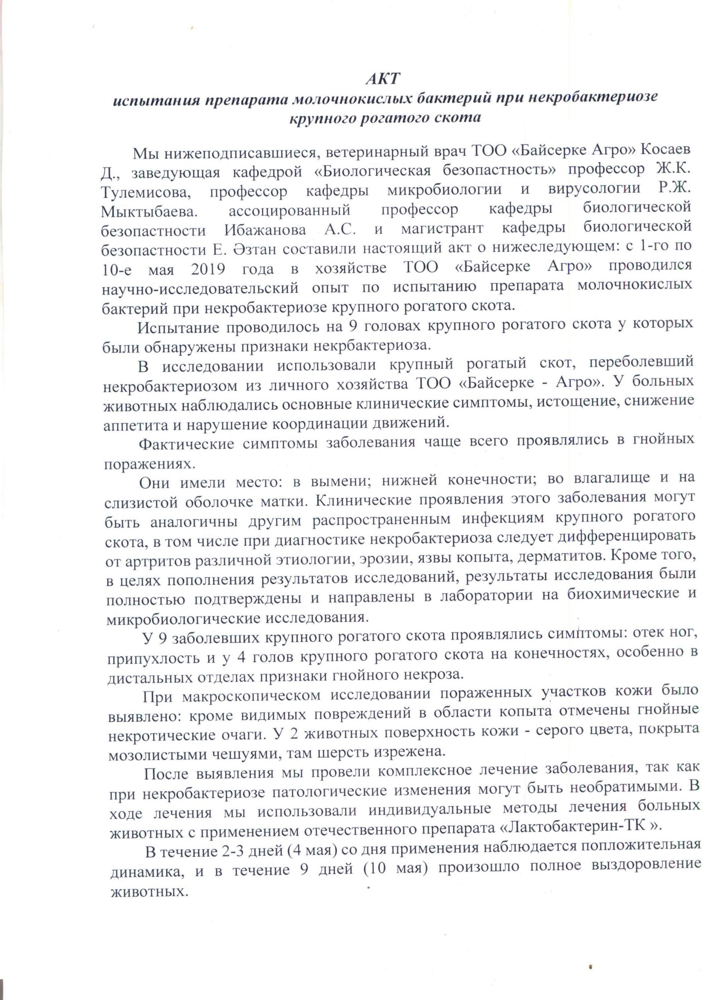 АКТ
испытания препарата молочнокислых бактерий при некробактериозе
крупного рогатого скота
Мы нижеподписавшиеся, ветеринарный врач ТОО «Байсерке Агро» Косаев
Д., заведующая кафедрой «Биологическая безопастность» профессор Ж.К.
Тулемисова, профессор кафедры микробиологии и вирусологии Р.Ж.
Мыктыбаева. ассоцированный профессор кафедры биологической
безопастности Ибажанова А.С. и магистрант кафедры биологической
безопастности Е. Әзтан составили настоящий акт о нижеследующем: с 1-го по
10-е мая 2019 года в хозяйстве ТОО «Байсерке Агро» проводился
научно-исследовательский опыт по испытанию препарата молочнокислых
бактерий при некробактериозе крупного рогатого скота.
Испытание проводилось на 9 головах крупного рогатого скота у которых
были обнаружены признаки некрбактериоза.
В исследовании использовали крупный рогатый скот, переболевший
некробактериозом из личного хозяйства ТОО «Байсерке - Агро». У больных
животных наблюдались основные клинические симптомы, истощение, снижение
аппетита и нарушение координации движений.
Фактические симптомы заболевания чаще всего проявлялись в гнойных
поражениях.
Они имели место: в вымени; нижней конечности; во влагалище и на
слизистой оболочке матки. Клинические проявления этого заболевания могут
быть аналогичны другим распространенным инфекциям крупного рогатого
скота, в том числе при диагностике некробактериоза следует дифференцировать
от артритов различной этиологии, эрозии, язвы копыта, дерматитов. Кроме того,
в целях пополнения результатов исследований, результаты исследования были
полностью подтверждены и направлены в лаборатории на биохимические и
микробиологические исследования.
У 9 заболевших крупного рогатого скота проявлялись симптомы: отек ног,
припухлость и у 4 голов крупного рогатого скота на конечностях, особенно в
дистальных отделах признаки гнойного некроза.
При макроскопическом исследовании пораженных участков кожи было
выявлено: кроме видимых повреждений в области копыта отмечены гнойные
некротические очаги. У 2 животных поверхность кожи - серого цвета, покрыта
мозолистыми чешуями, там шерсть изрежена.
После выявления мы провели комплексное лечение заболевания, так как
при некробактериозе патологические изменения могут быть необратимыми. В
ходе лечения мы использовали индивидуальные методы лечения больных
животных с применением отечественного препарата «Лактобактерин-ТК ».
В течение 2-3 дней (4 мая) со дня применения наблюдается попложительная
динамика, и в течение 9 дней (10 мая) произошло полное выздоровление
животных.